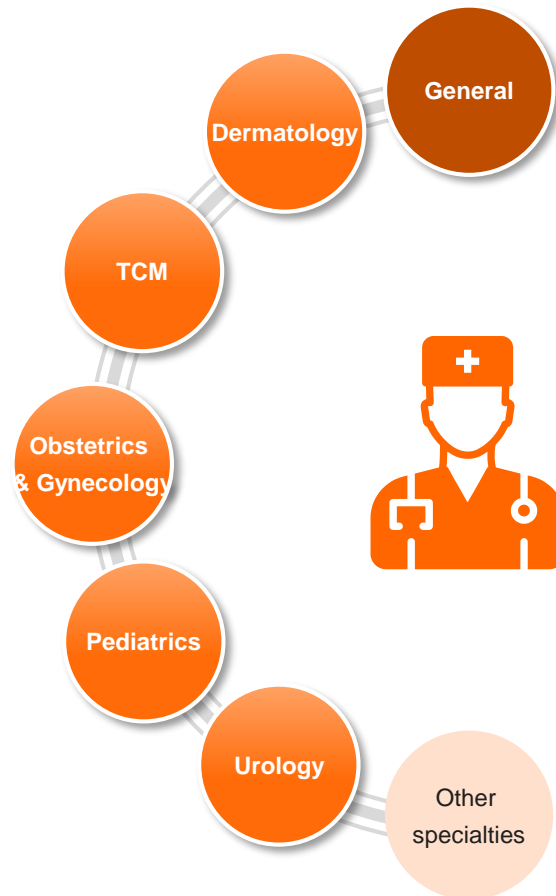 General
Dermatology
TCM
Obstetrics
& Gynecology
Pediatrics
Urology
Other
specialties